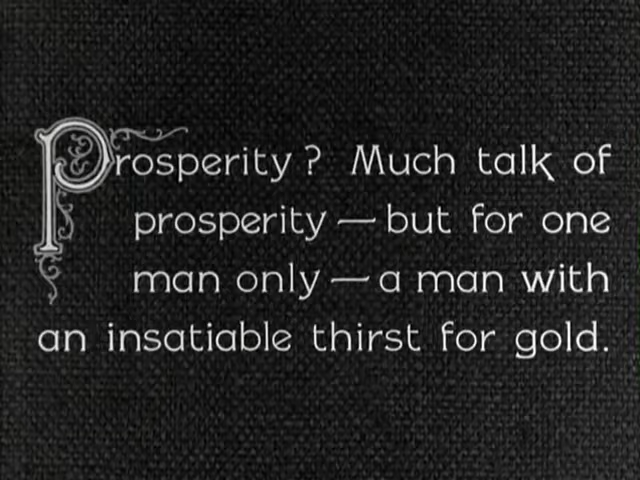 Prosperity? Much talk of
prosperity — but for one
man only — a man with
an insatiable thirst for gold.